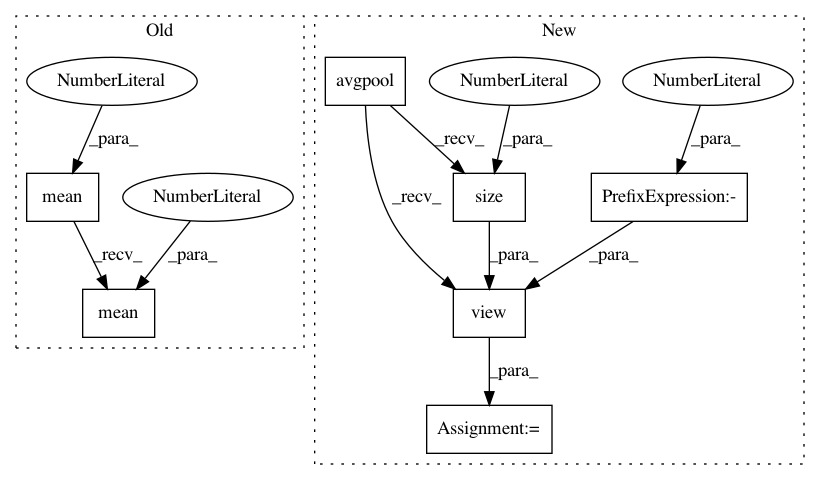 Old
New
NumberLiteral
avgpool
NumberLiteral
NumberLiteral
_para_
_recv_
_para_
_para_
mean
NumberLiteral
_recv_
size
PrefixExpression:-
_recv_
_para_
_para_
_para_
mean
view
_para_
Assignment:=